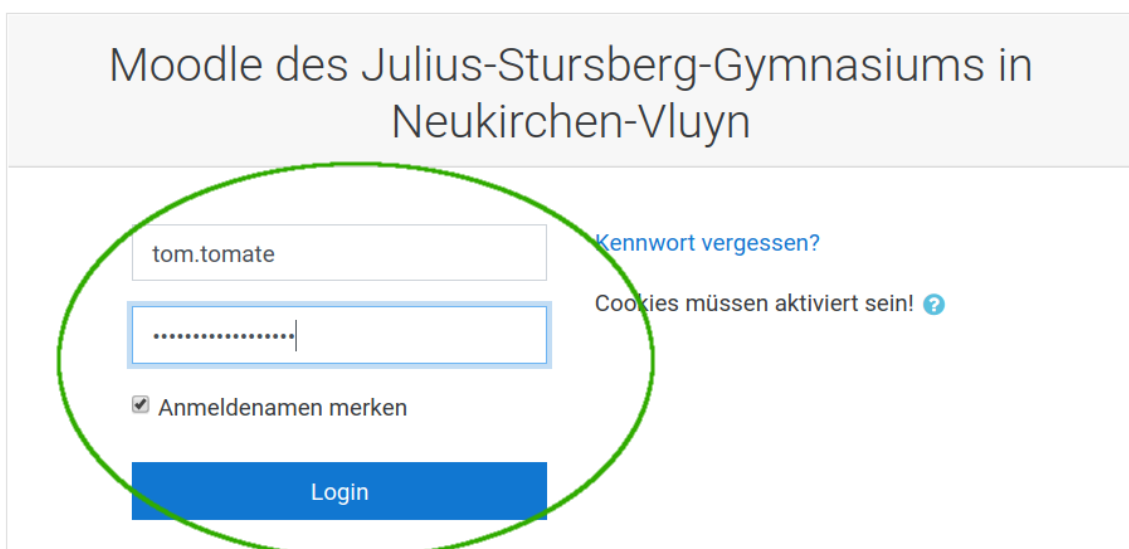 Moodle des Julius-Stursberg-Gymnasiums in
Neukirchen-Vluyn
tom.tomate
••••••••••••••••••
Anmeldenamen merken
Login
Kennwort vergessen?
Cookies müssen aktiviert sein!